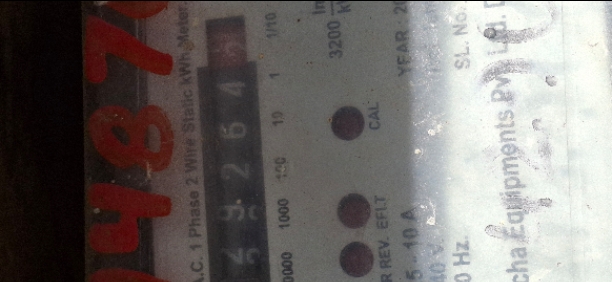 487
A.C. 1 Phase 2 Wire Static kWh Meter.
9 2 6 4
0000 1000 100 10 1 1/10
3200
R REV. EFLT CAL
5 - 10 A YEAR 20
0 Hz. SL. No.
cha Equipments Pvt. Ltd.